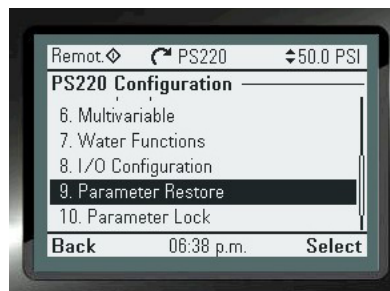 Remot. PS220 50.0 PSI
PS220 Configuration
6. Multivariable
7. Water Functions
8. I/O Configuration
9. Parameter Restore
10. Parameter Lock
Back 06:38 p.m. Select